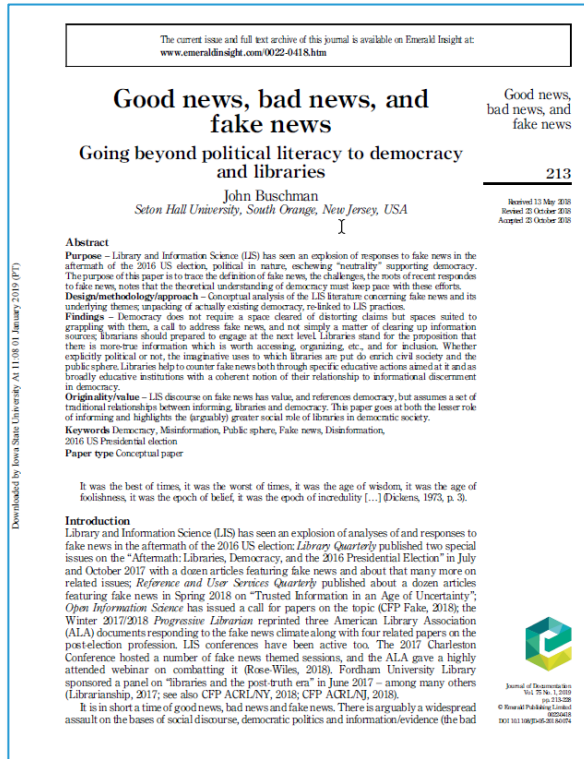 The current issue and full text archive of this journal is available on Emerald Insight at:
www.emeraldinsight.com/0022-0418.htm
Good news, bad news, and
fake news
Going beyond political literacy to democracy
and libraries
John Buschman
Seton Hall University, South Orange, New Jersey, USA
Good news,
bad news, and
fake news
213
Received 13 May 2018
Revised 23 October 2018
Accepted 23 October 2018
Abstract
Purpose – Library and Information Science (LIS) has seen an explosion of responses to fake news in the
aftermath of the 2016 US election, political in nature, eschewing "neutrality" supporting democracy.
The purpose of this paper is to trace the definition of fake news, the challenges, the roots of recent respondes
to fake news, notes that the theoretical understanding of democracy must keep pace with these efforts.
Design/methodology/approach – Conceptual analysis of the LIS literature concerning fake news and its
underlying themes; unpacking of actually existing democracy, re-linked to LIS practices.
Findings – Democracy does not require a space cleared of distorting claims but spaces suited to
grappling with them, a call to address fake news, and not simply a matter of clearing up information
sources; librarians should prepared to engage at the next level. Libraries stand for the proposition that
there is more-true information which is worth accessing, organizing, etc., and for inclusion. Whether
explicitly political or not, the imaginative uses to which libraries are put do enrich civil society and the
public sphere. Libraries help to counter fake news both through specific educative actions aimed at it and as
broadly educative institutions with a coherent notion of their relationship to informational discernment
in democracy.
Originality/value – LIS discourse on fake news has value, and references democracy, but assumes a set of
traditional relationships between informing, libraries and democracy. This paper goes at both the lesser role
of informing and highlights the (arguably) greater social role of libraries in democratic society.
Keywords Democracy, Misinformation, Public sphere, Fake news, Disinformation,
2016 US Presidential election
Paper type Conceptual paper
It was the best of times, it was the worst of times, it was the age of wisdom, it was the age of
foolishness, it was the epoch of belief, it was the epoch of incredulity [...] (Dickens, 1973, p. 3).
Introduction
Library and Information Science (LIS) has seen an explosion of analyses of and responses to
fake news in the aftermath of the 2016 US election: Library Quarterly published two special
issues on the "Aftermath: Libraries, Democracy, and the 2016 Presidential Election" in July
and October 2017 with a dozen articles featuring fake news and about that many more on
related issues; Reference and User Services Quarterly published about a dozen articles
featuring fake news in Spring 2018 on "Trusted Information in an Age of Uncertainty";
Open Information Science has issued a call for papers on the topic (CFP Fake, 2018); the
Winter 2017/2018 Progressive Librarian reprinted three American Library Association
(ALA) documents responding to the fake news climate along with four related papers on the
post-election profession. LIS conferences have been active too. The 2017 Charleston
Conference hosted a number of fake news themed sessions, and the ALA gave a highly
attended webinar on combatting it (Rose-Wiles, 2018). Fordham University Library
sponsored a panel on "libraries and the post-truth era" in June 2017 – among many others
(Librarianship, 2017; see also CFP ACRL/NY, 2018; CFP ACRL/NJ, 2018).
It is in short a time of good news, bad news and fake news. There is arguably a widespread
assault on the bases of social discourse, democratic politics and information/evidence (the bad
Journal of Documentation
Vol. 75 No. 1, 2019
pp. 213-228
© Emerald Publishing Limited
0022-0418
DOI 10.1108/JD-05-2018-0074
Downloaded by Iowa State University At 11:08 01 January 2019 (PT)